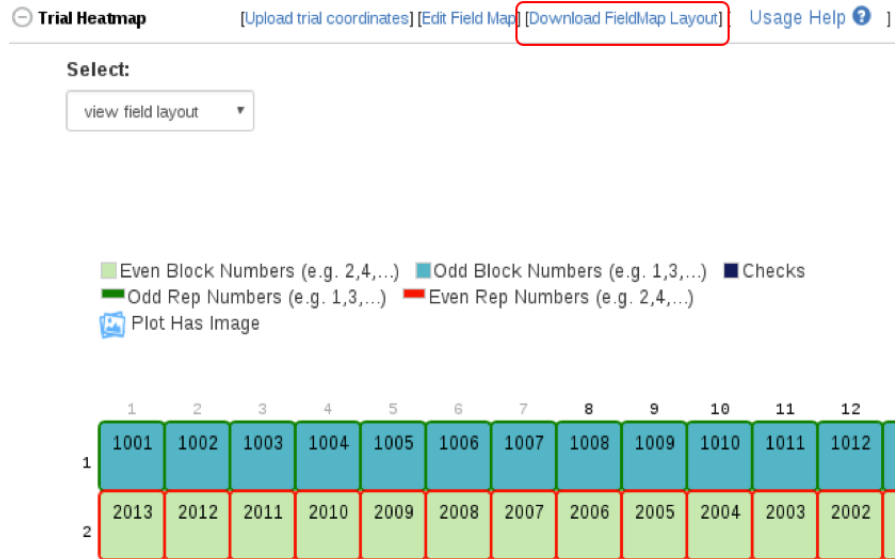 Trial Heatmap [Upload trial coordinates] [Edit Field Map] [Download FieldMap Layout] [ Usage Help ? ]
Select:
view field layout
Even Block Numbers (e.g. 2,4,...) Odd Block Numbers (e.g. 1,3,...) Checks
Odd Rep Numbers (e.g. 1,3,...) Even Rep Numbers (e.g. 2,4,...)
Plot Has Image
1 2 3 4 5 6 7 8 9 10 11 12
1 1001 1002 1003 1004 1005 1006 1007 1008 1009 1010 1011 1012
2 2013 2012 2011 2010 2009 2008 2007 2006 2005 2004 2003 2002